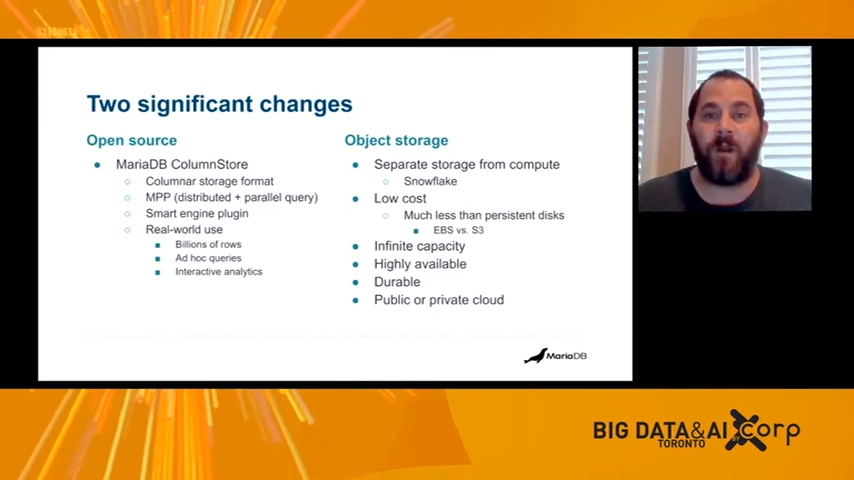 Two significant changes
Open source
MariaDB ColumnStore
Columnar storage format
MPP (distributed + parallel query)
Smart engine plugin
Real-world use
Billions of rows
Ad hoc queries
Interactive analytics
Object storage
Separate storage from compute
Snowflake
Low cost
Much less than persistent disks
EBS vs. S3
Infinite capacity
Highly available
Durable
Public or private cloud
MariaDB
BIG DATA&AI
TORONTO
BY
corp